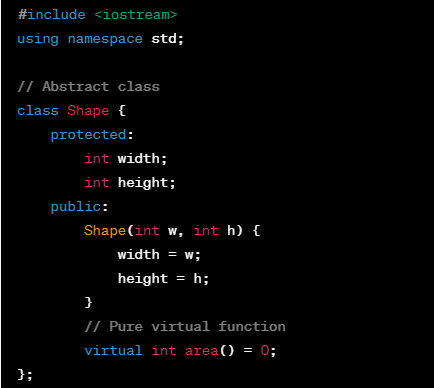 #include <iostream>
using namespace std;

// Abstract class
class Shape {
    protected:
        int width;
        int height;
    public:
        Shape(int w, int h) {
            width = w;
            height = h;
        }
        // Pure virtual function
        virtual int area() = 0;
};